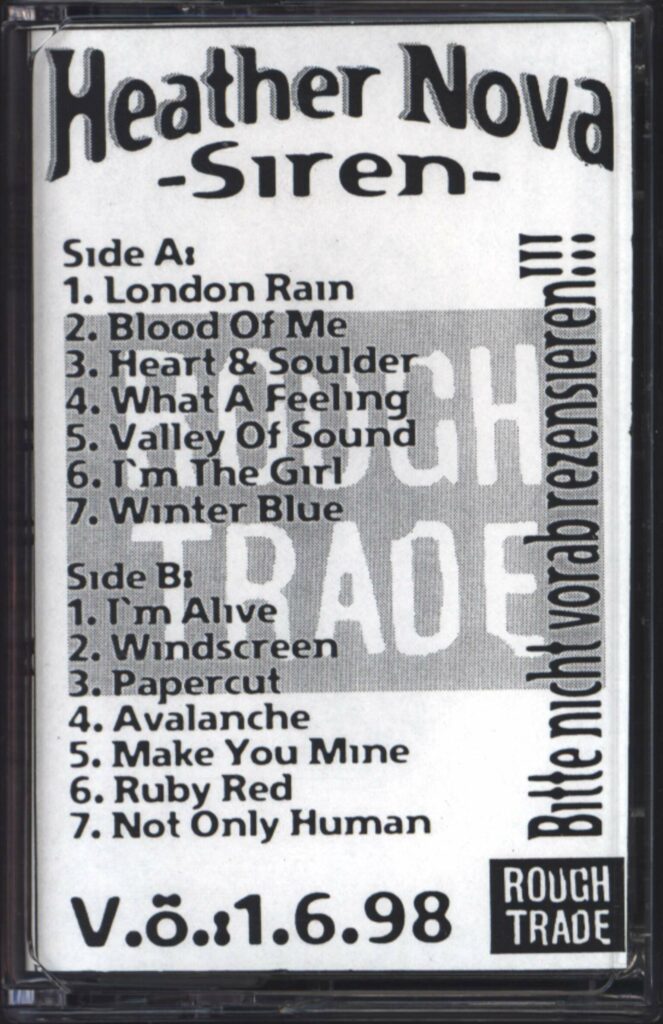 Heather Nova
-Siren-
Side A:
1. London Rain
2. Blood Of Me
3. Heart & Soulder
4. What A Feeling
5. Valley Of Sound
6. I`m The Girl
7. Winter Blue
Side B:
1. I`m Alive
2. Windscreen
3. Papercut
4. Avalanche
5. Make You Mine
6. Ruby Red
7. Not Only Human
V.õ.:1.6.98
Bitte nicht vorab rezensieren!!!
ROUGH
TRADE
ROUGH
TRADE